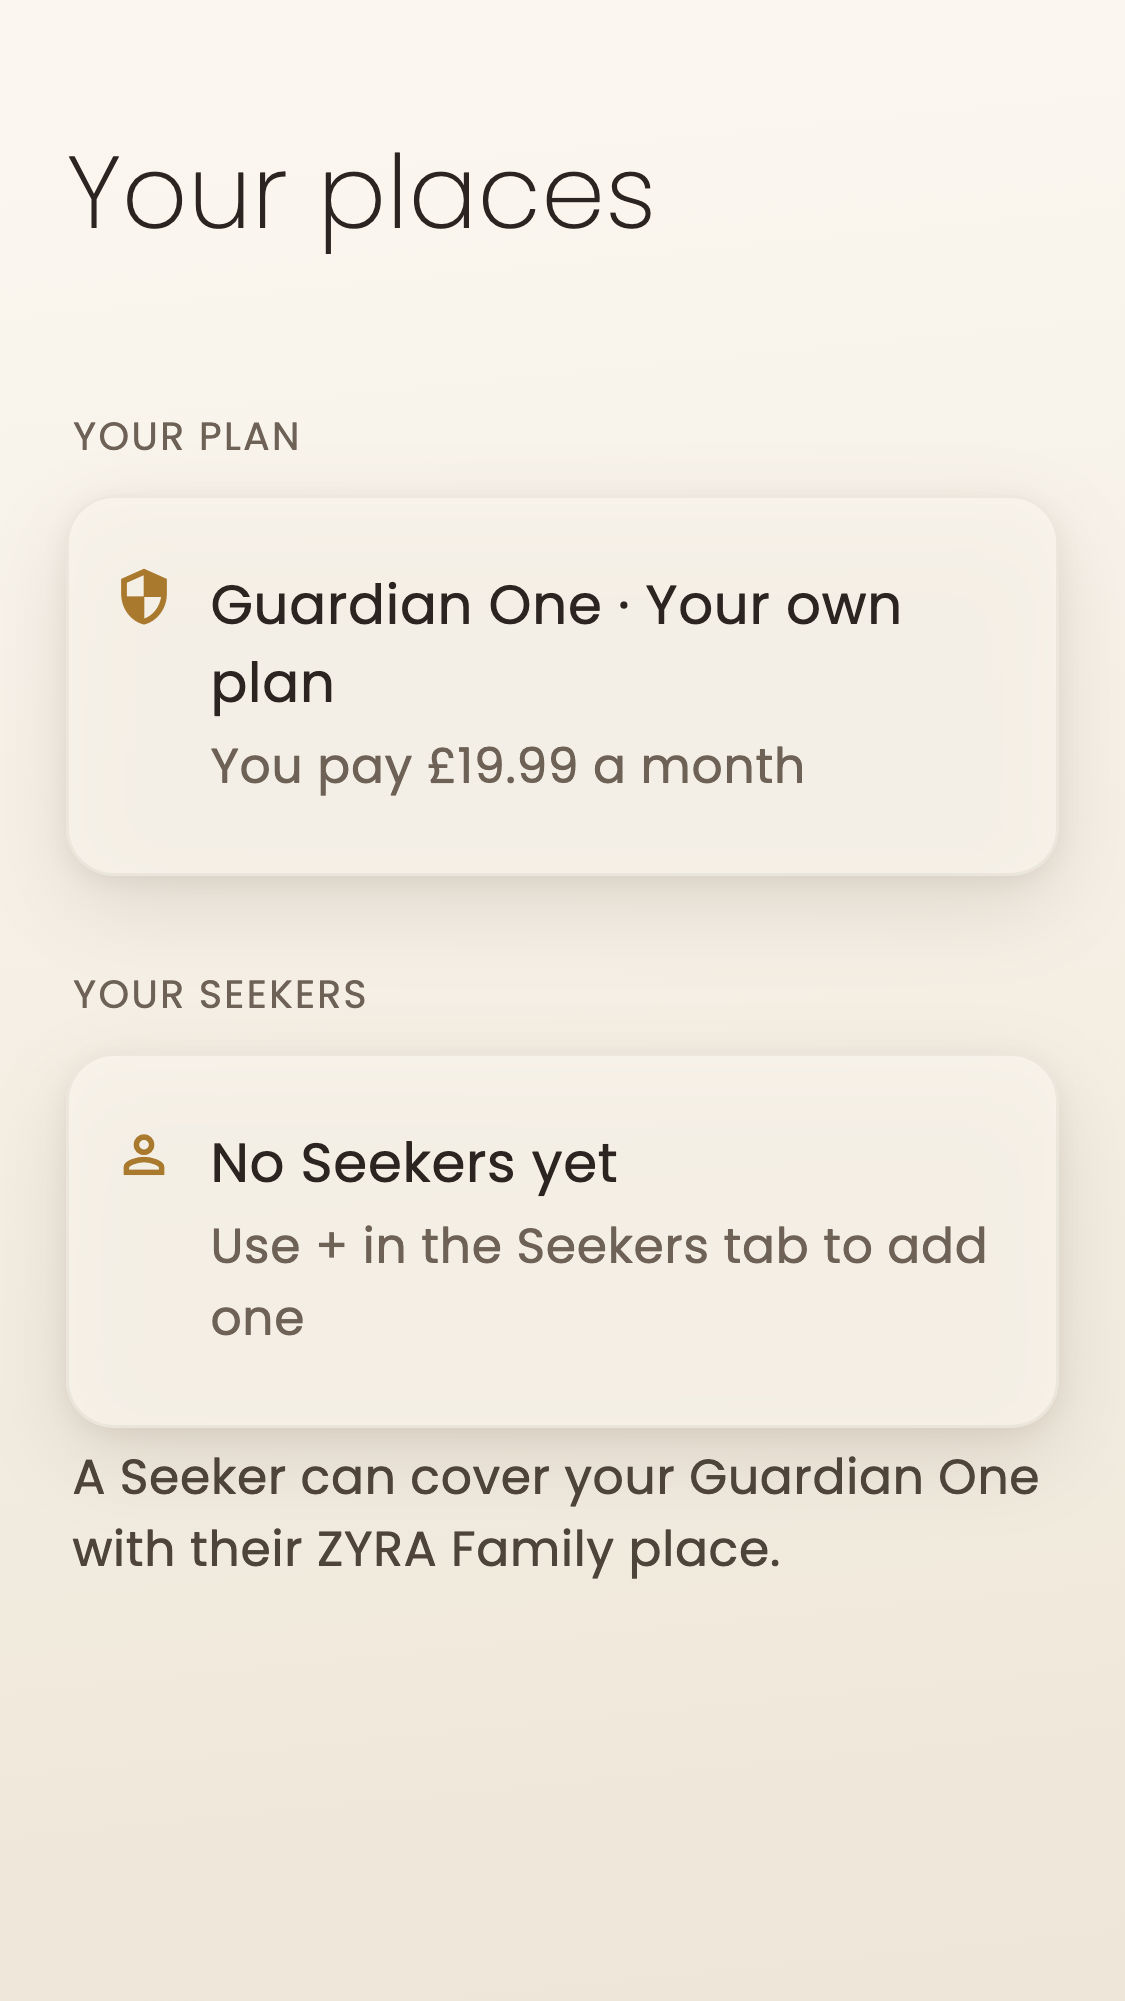 Your places
YOUR PLAN
Guardian One · Your own
plan
You pay £19.99 a month
YOUR SEEKERS
No Seekers yet
Use + in the Seekers tab to add
one
A Seeker can cover your Guardian One
with their ZYRA Family place.